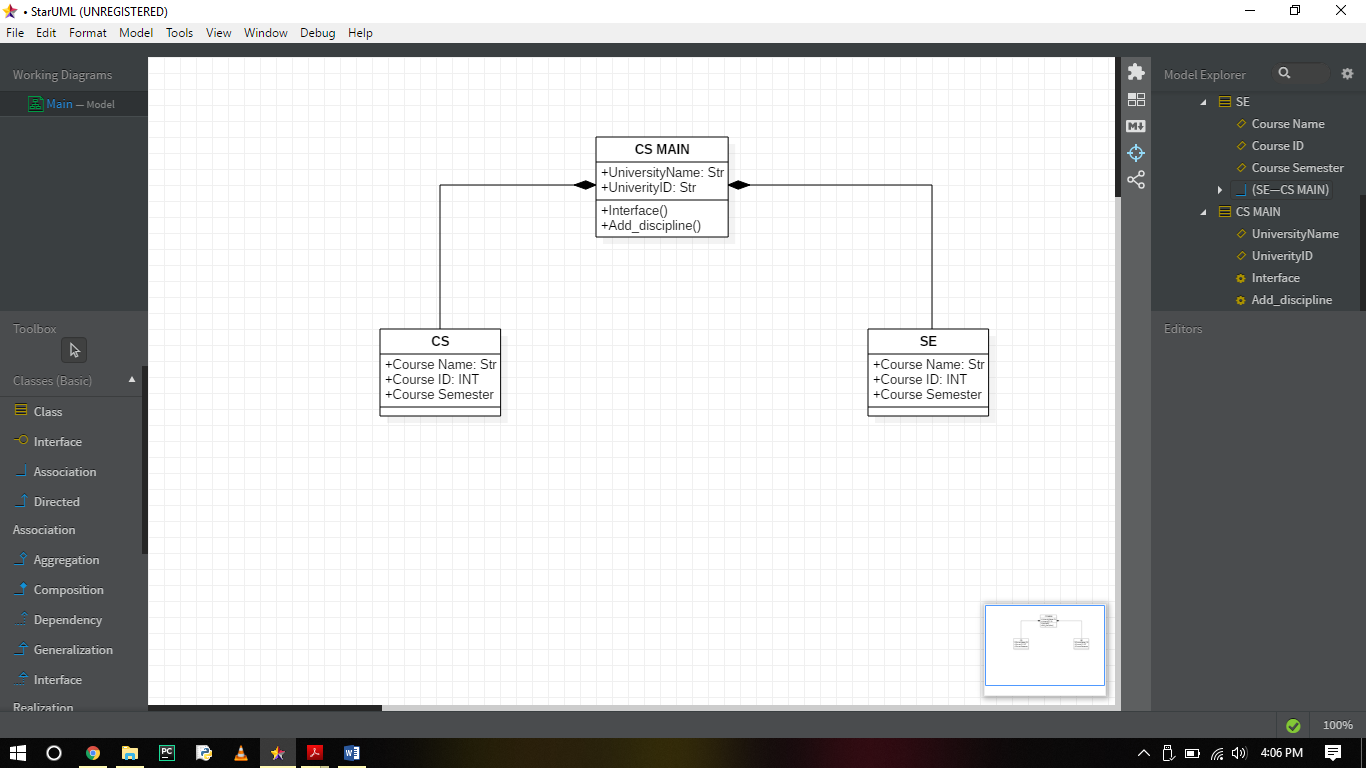 • StarUML (UNREGISTERED)
File Edit Format Model Tools View Window Debug Help
Working Diagrams
Main — Model
Toolbox
Classes (Basic)
Class
Interface
Association
Directed
Association
Aggregation
Composition
Dependency
Generalization
Interface
Realization
CS MAIN
+UniversityName: Str
+UniverityID: Str
+Interface()
+Add_discipline()
CS
+Course Name: Str
+Course ID: INT
+Course Semester
SE
+Course Name: Str
+Course ID: INT
+Course Semester
M
Model Explorer
SE
Course Name
Course ID
Course Semester
(SE—CS MAIN)
CS MAIN
UniversityName
UniverityID
Interface
Add_discipline
Editors
100%
PC
W
4:06 PM